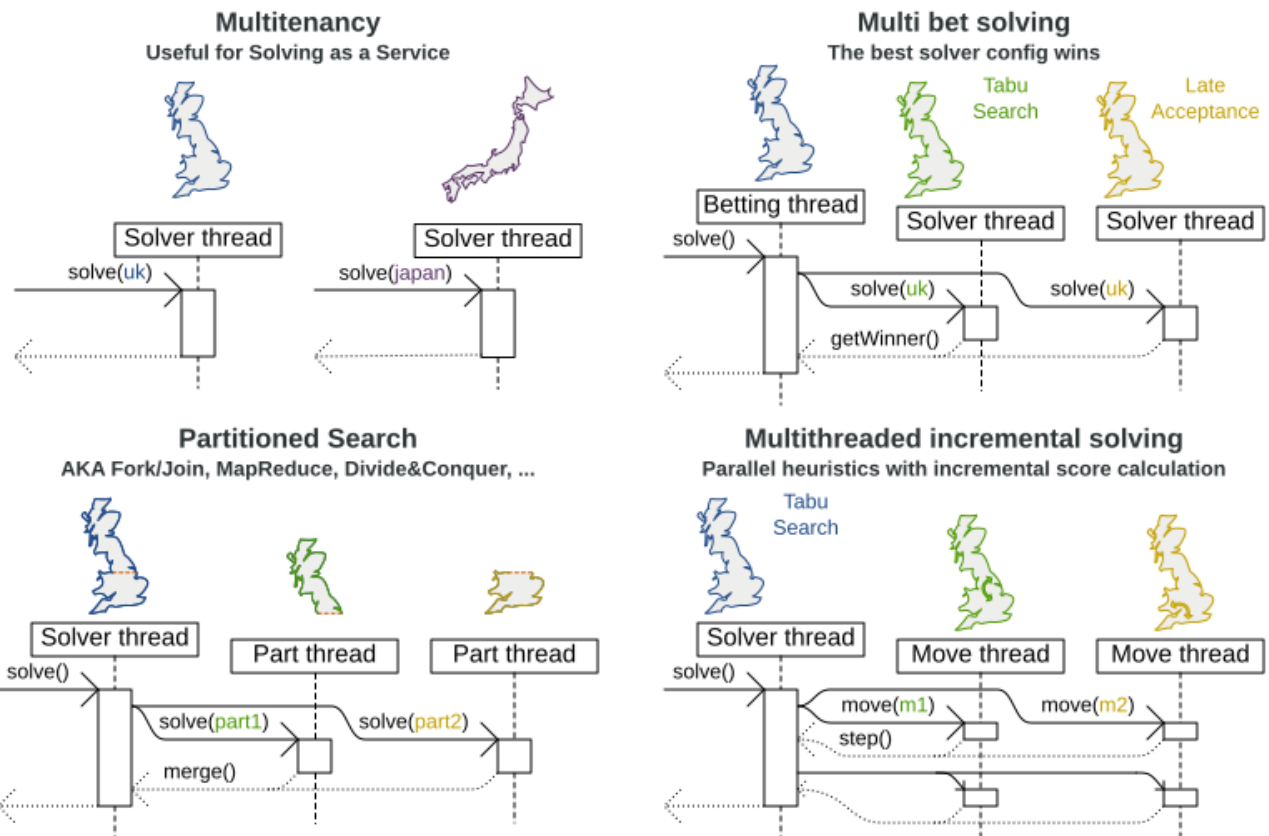 Multitenancy
Useful for Solving as a Service
Solver thread
Solver thread
solve(uk)
solve(japan)
Multi bet solving
The best solver config wins
Tabu
Search
Late
Acceptance
Betting thread
Solver thread
Solver thread
solve()
solve(uk)
solve(uk)
getWinner()
Partitioned Search
AKA Fork/Join, MapReduce, Divide&Conquer, ...
Solver thread
Part thread
Part thread
solve()
solve(part1)
solve(part2)
merge()
Multithreaded incremental solving
Parallel heuristics with incremental score calculation
Tabu
Search
Solver thread
Move thread
Move thread
solve()
move(m1)
move(m2)
step()